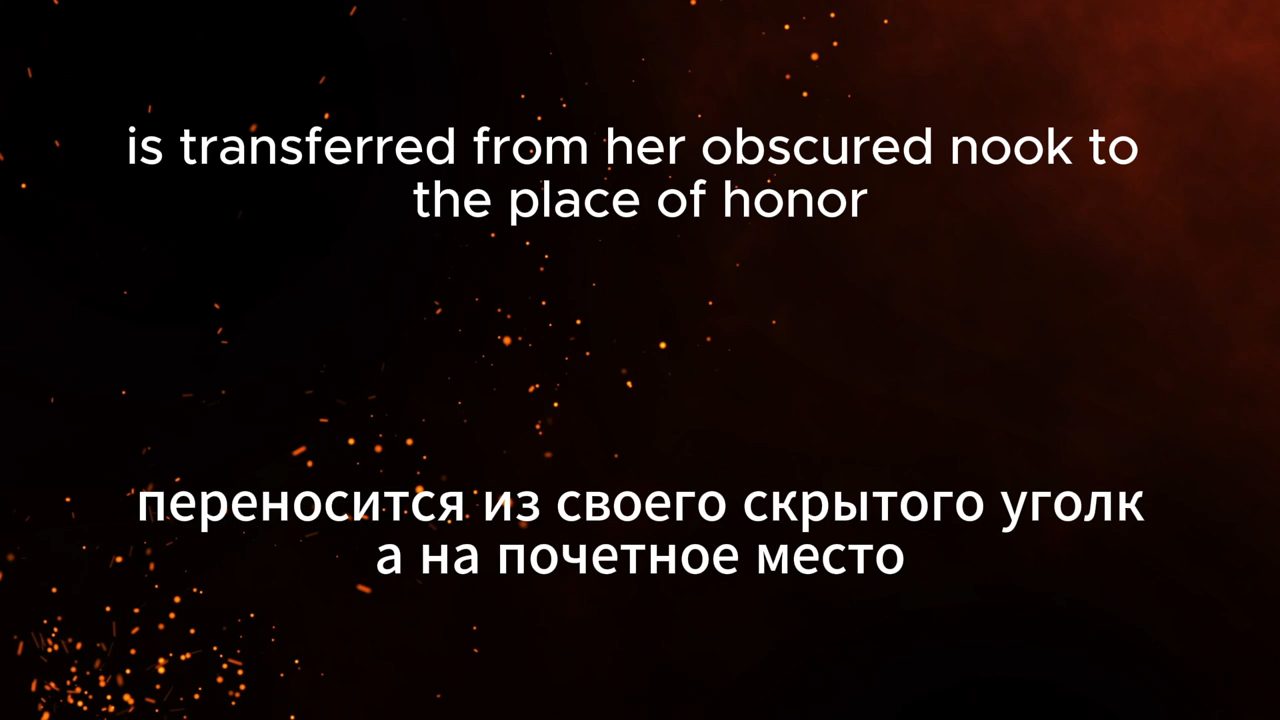 is transferred from her obscured nook to
the place of honor
переносится из своего скрытого уголк
а на почетное место